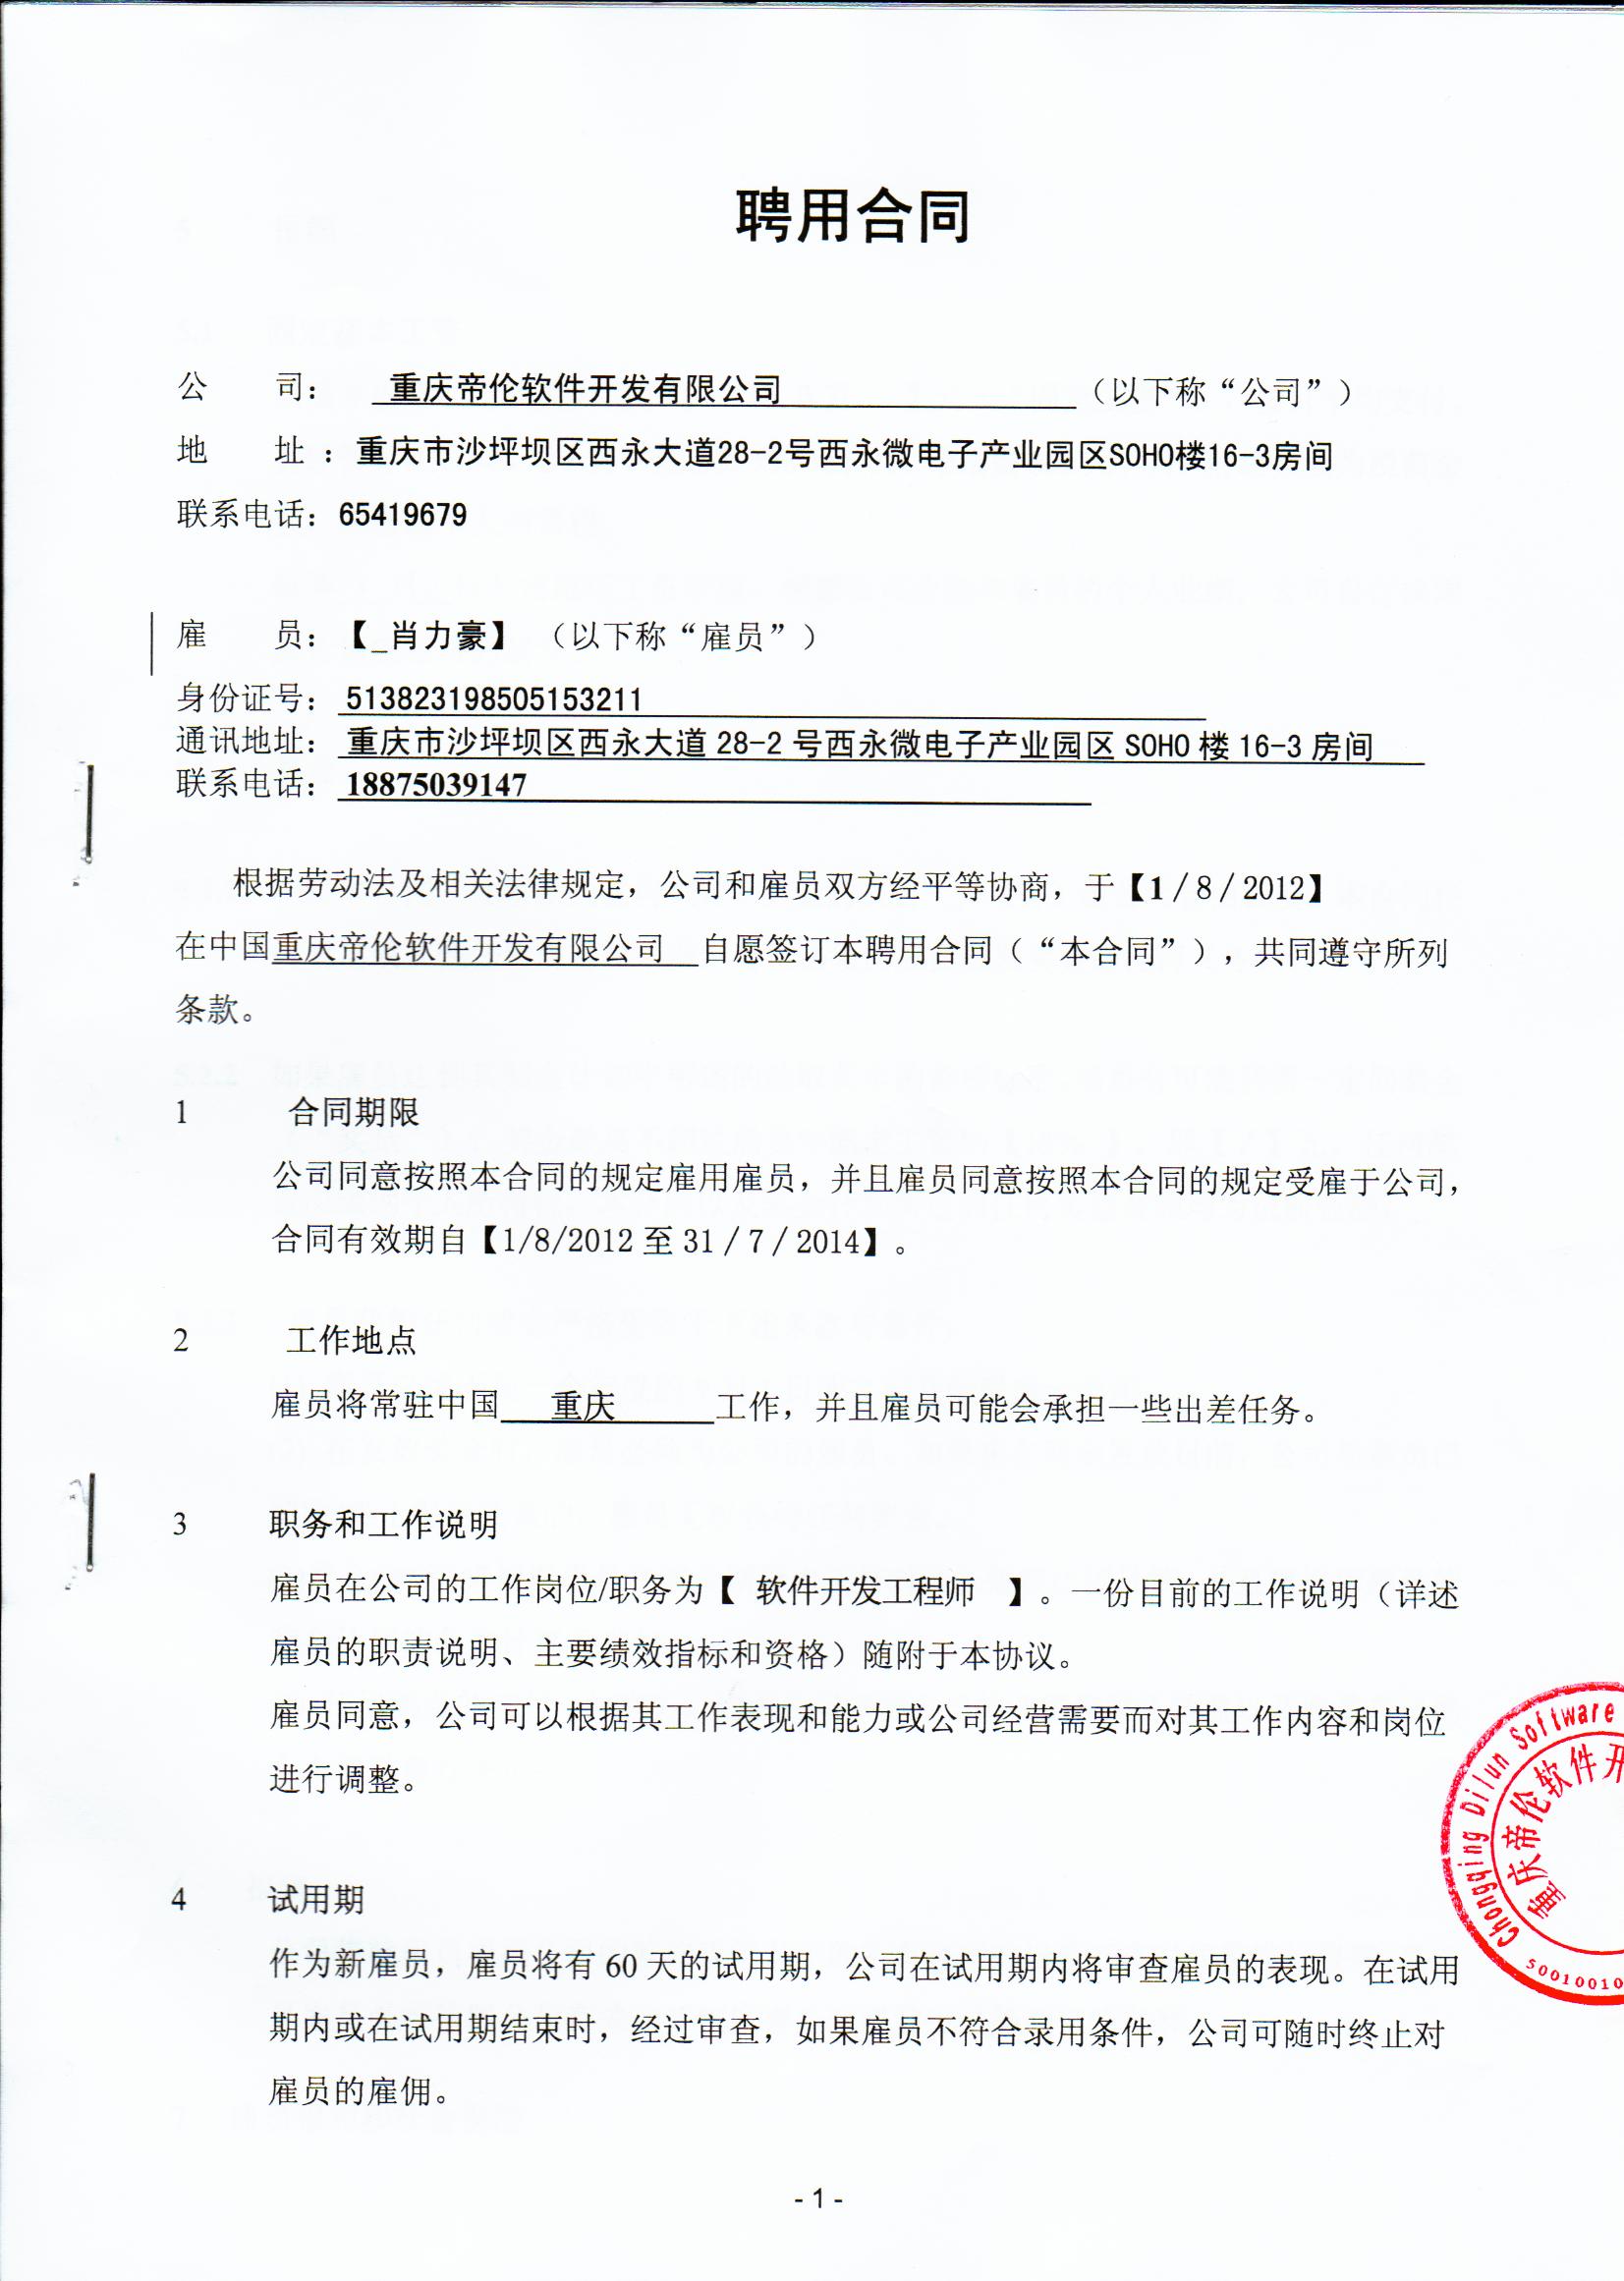 聘用合同
公　　司： 重庆帝伦软件开发有限公司 （以下称“公司”）
地　　址 ：重庆市沙坪坝区西永大道28-2号西永微电子产业园区SOHO楼16-3房间
联系电话：65419679
雇　　员：【_肖力豪】 （以下称“雇员”）
身份证号： 513823198505153211
通讯地址： 重庆市沙坪坝区西永大道 28-2 号西永微电子产业园区 SOHO 楼 16-3 房间
联系电话： 18875039147
根据劳动法及相关法律规定，公司和雇员双方经平等协商，于【1/8/2012】
在中国重庆帝伦软件开发有限公司 自愿签订本聘用合同（“本合同”），共同遵守所列
条款。
1 合同期限
公司同意按照本合同的规定雇用雇员，并且雇员同意按照本合同的规定受雇于公司，
合同有效期自【1/8/2012 至 31/7/2014】。
2 工作地点
雇员将常驻中国 重庆 工作，并且雇员可能会承担一些出差任务。
3 职务和工作说明
雇员在公司的工作岗位/职务为【 软件开发工程师 】。一份目前的工作说明（详述
雇员的职责说明、主要绩效指标和资格）随附于本协议。
雇员同意，公司可以根据其工作表现和能力或公司经营需要而对其工作内容和岗位
进行调整。
Chongqing Dilun Software
重庆帝伦软件开
50010010
4 试用期
作为新雇员，雇员将有 60 天的试用期，公司在试用期内将审查雇员的表现。在试用
期内或在试用期结束时，经过审查，如果雇员不符合录用条件，公司可随时终止对
雇员的雇佣。
- 1 -